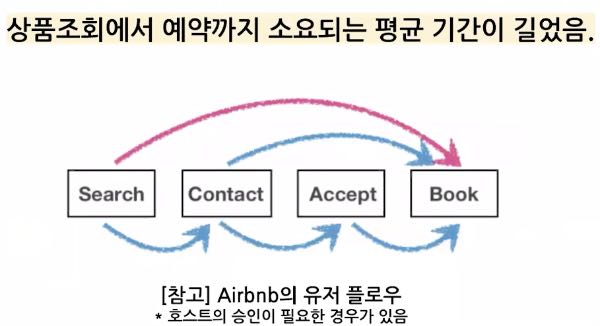 상품조회에서 예약까지 소요되는 평균 기간이 길었음.
Search Contact Accept Book
[참고] Airbnb의 유저 플로우
* 호스트의 승인이 필요한 경우가 있음